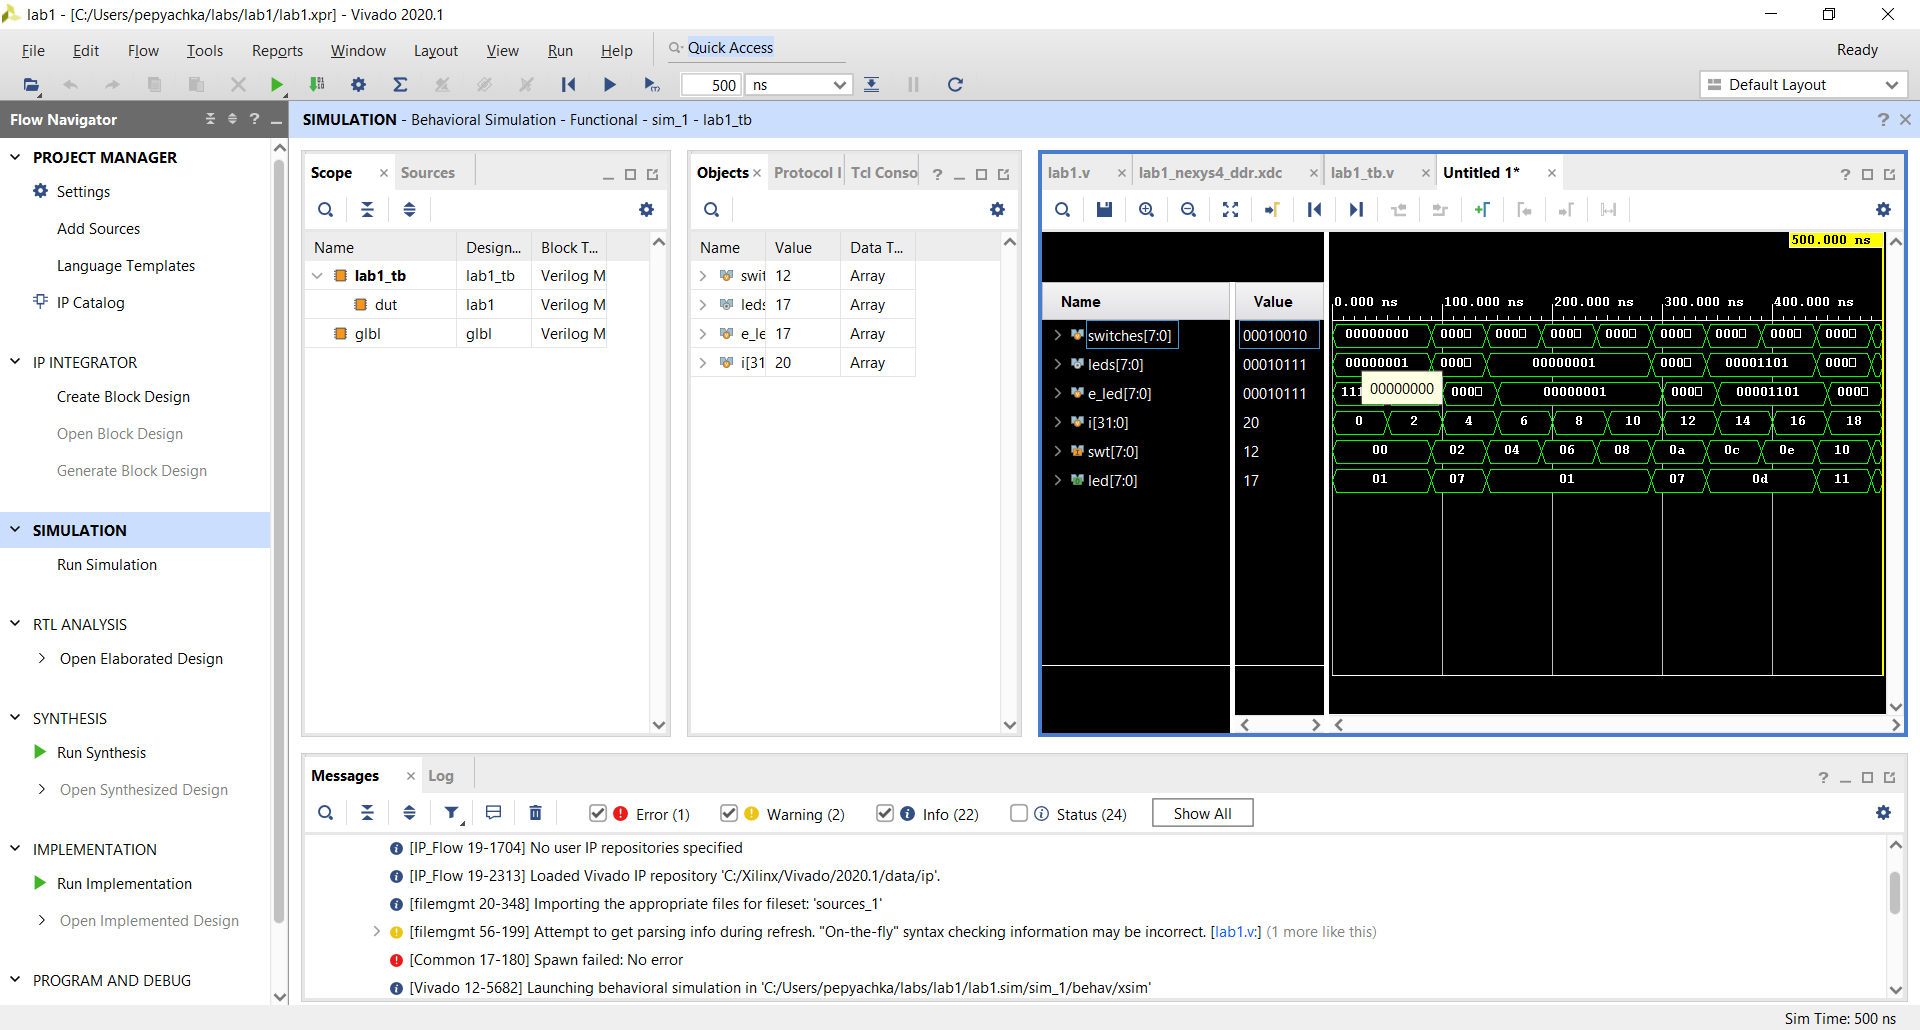 lab1 - [C:/Users/pepyachka/labs/lab1/lab1.xpr] - Vivado 2020.1
File Edit Flow Tools Reports Window Layout View Run Help Quick Access Ready
500 ns Default Layout
Flow Navigator
SIMULATION - Behavioral Simulation - Functional - sim_1 - lab1_tb
PROJECT MANAGER
Settings
Add Sources
Language Templates
IP Catalog
IP INTEGRATOR
Create Block Design
Open Block Design
Generate Block Design
SIMULATION
Run Simulation
RTL ANALYSIS
Open Elaborated Design
SYNTHESIS
Run Synthesis
Open Synthesized Design
IMPLEMENTATION
Run Implementation
Open Implemented Design
PROGRAM AND DEBUG
Scope Sources
Name Design... Block T...
lab1_tb lab1_tb Verilog M
dut lab1 Verilog M
glbl glbl Verilog M
Objects Protocol I Tcl Conso
Name Value Data T...
swit 12 Array
leds 17 Array
e_le 17 Array
i[31 20 Array
lab1.v lab1_nexys4_ddr.xdc lab1_tb.v Untitled 1*
500.000 ns
Name Value 0.000 ns 100.000 ns 200.000 ns 300.000 ns 400.000 ns
switches[7:0] 00010010 00000000 000 000 000 000 000 000 000 000
leds[7:0] 00010111 00000001 000 00000001 000 00001101 000
e_led[7:0] 00010111 111 00000000 000 00000001 000 00001101 000
i[31:0] 20 0 2 4 6 8 10 12 14 16 18
swt[7:0] 12 00 02 04 06 08 0a 0c 0e 10
led[7:0] 17 01 07 01 07 0d 11
Messages Log
Error (1) Warning (2) Info (22) Status (24) Show All
[IP_Flow 19-1704] No user IP repositories specified
[IP_Flow 19-2313] Loaded Vivado IP repository 'C:/Xilinx/Vivado/2020.1/data/ip'.
[filemgmt 20-348] Importing the appropriate files for fileset: 'sources_1'
[filemgmt 56-199] Attempt to get parsing info during refresh. "On-the-fly" syntax checking information may be incorrect. [lab1.v:] (1 more like this)
[Common 17-180] Spawn failed: No error
[Vivado 12-5682] Launching behavioral simulation in 'C:/Users/pepyachka/labs/lab1/lab1.sim/sim_1/behav/xsim'
Sim Time: 500 ns